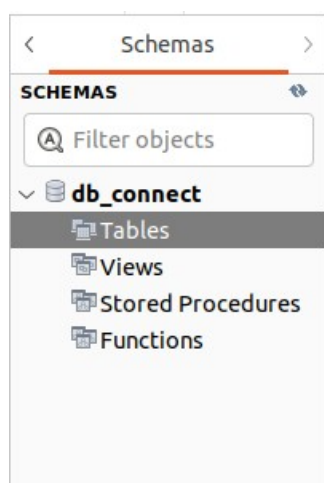 Schemas
SCHEMAS
Filter objects
db_connect
Tables
Views
Stored Procedures
Functions